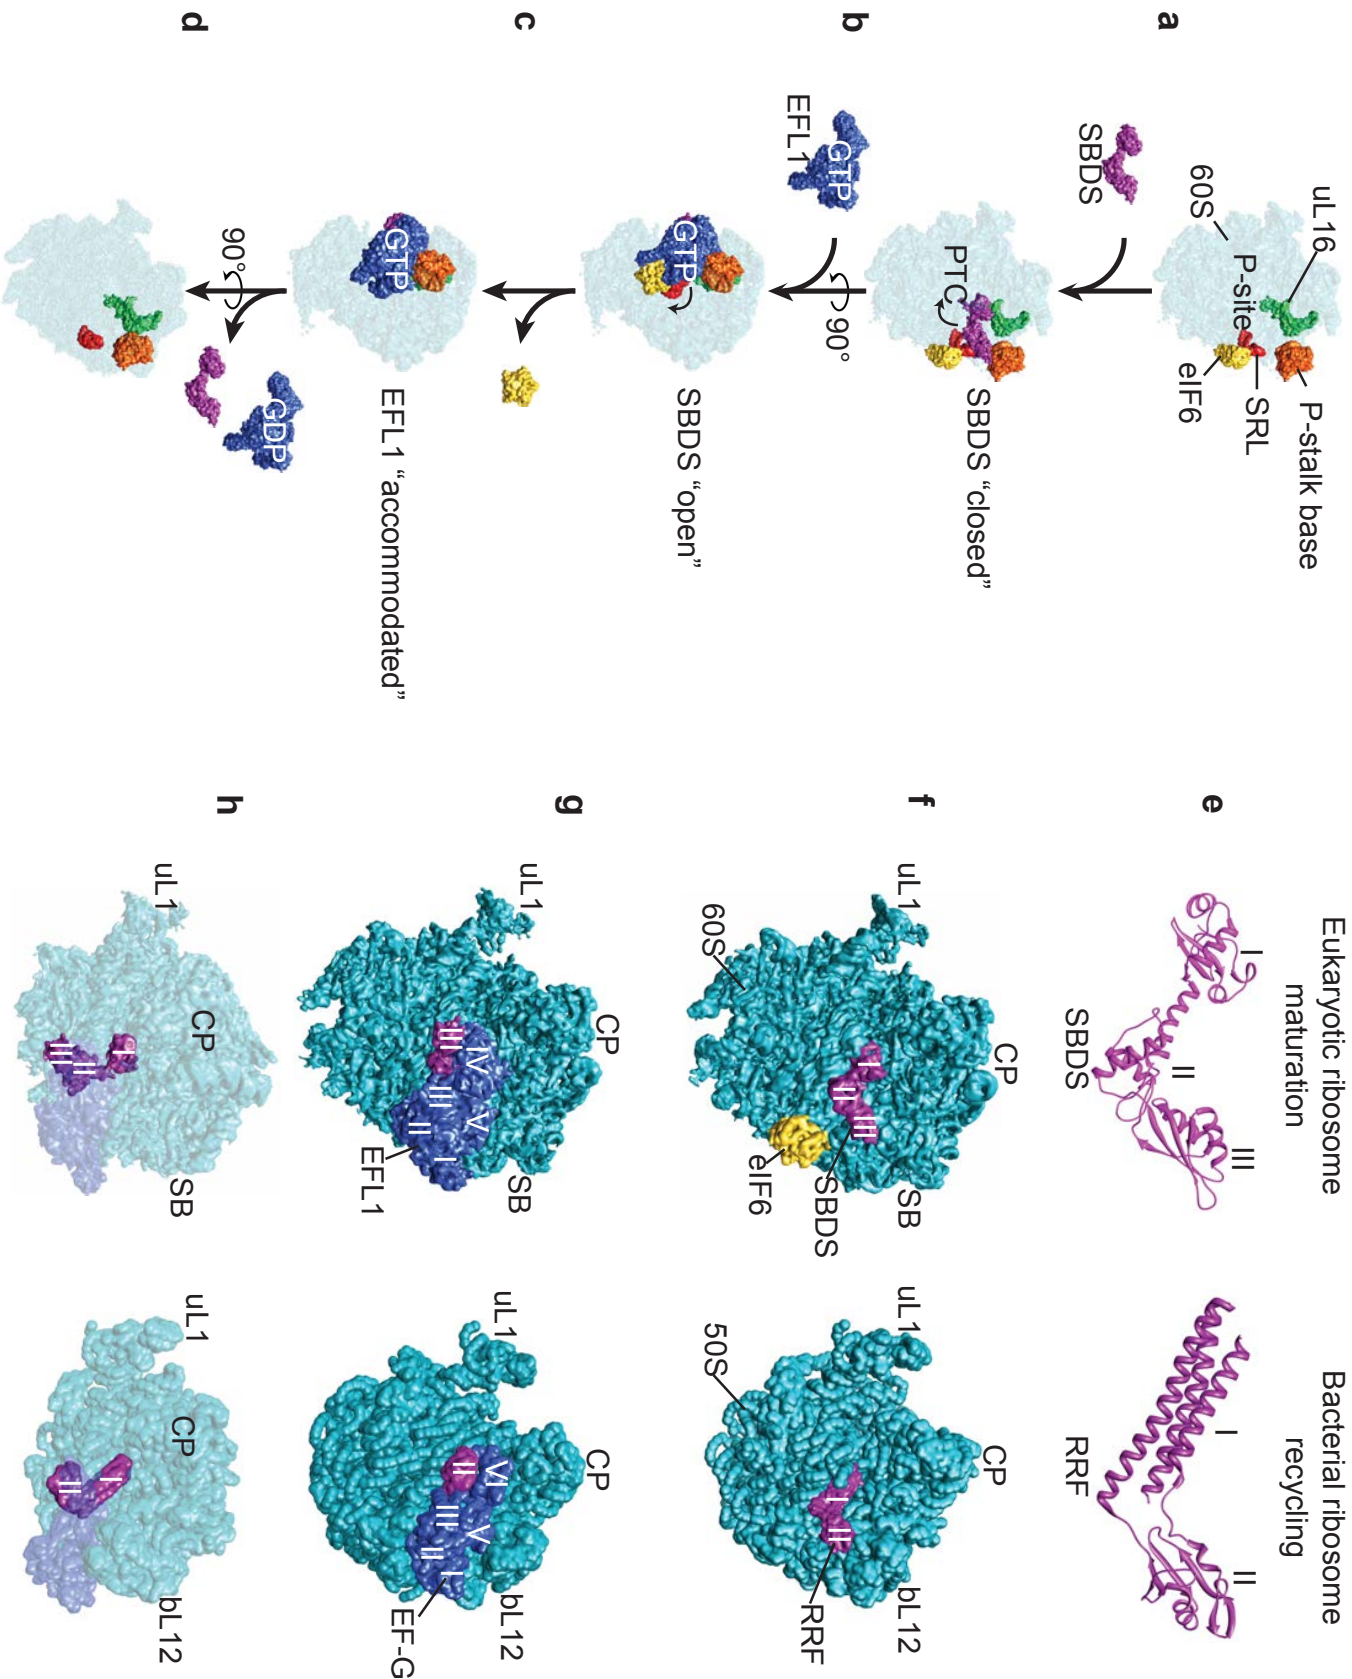 a
uL16
P-stalk base
60S
P-site
SRL
eIF6
SBDS
b
PTC
SBDS “closed”
EFL1
GTP
90°
c
GTP
SBDS “open”
d
GTP
EFL1 “accommodated”
90°
GDP
Eukaryotic ribosome
maturation
Bacterial ribosome
recycling
e
I
II
III
SBDS
I
II
RRF
f
uL1
CP
SB
60S
I
II
III
SBDS
eIF6
uL1
CP
bL12
50S
I
II
RRF
g
uL1
CP
SB
III
IV
III
V
II
I
EFL1
uL1
CP
bL12
II
VI
III
V
II
I
EF-G
h
uL1
CP
SB
I
II
III
uL1
CP
bL12
I
II